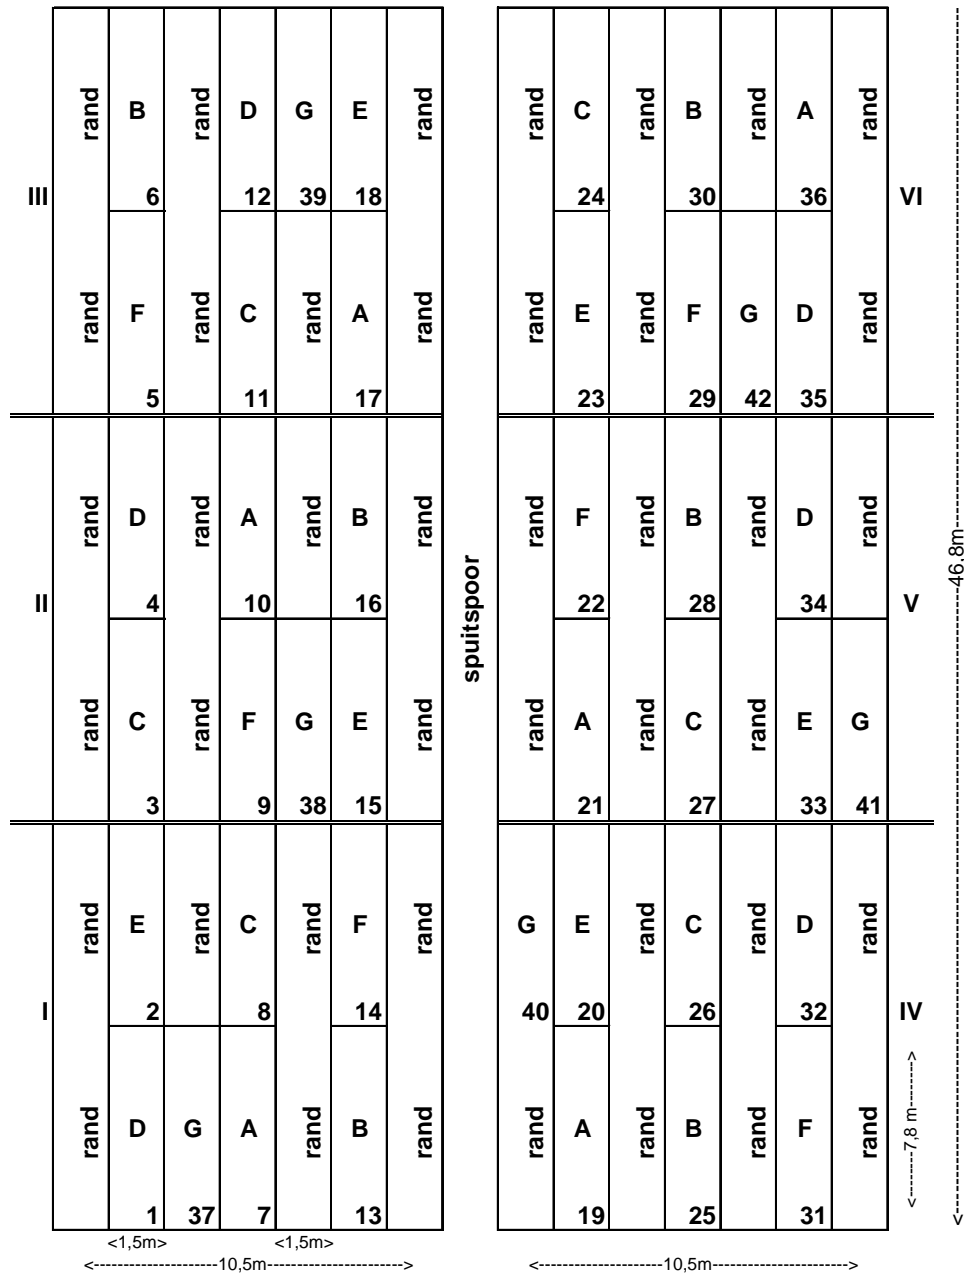 rand B rand D G E rand rand C rand B rand A rand
III 6 12 39 18 24 30 36 VI
rand F rand C rand A rand rand E rand F G D rand
5 11 17 23 29 42 35
rand D rand A rand B rand rand F rand B rand D rand
II 4 10 16 22 28 34 V
spuitspoor
<-----------------------------46,8m----------------------------->
rand C rand F G E rand rand A rand C rand E G
3 9 38 15 21 27 33 41
rand E rand C rand F rand G E rand C rand D rand
I 2 8 14 40 20 26 32 IV
rand D G A rand B rand rand A rand B rand F rand
<-------7,8 m------->
1 37 7 13 19 25 31
<1,5m> <1,5m>
<----------------------10,5m-------------------------> <----------------------10,5m------------------------->